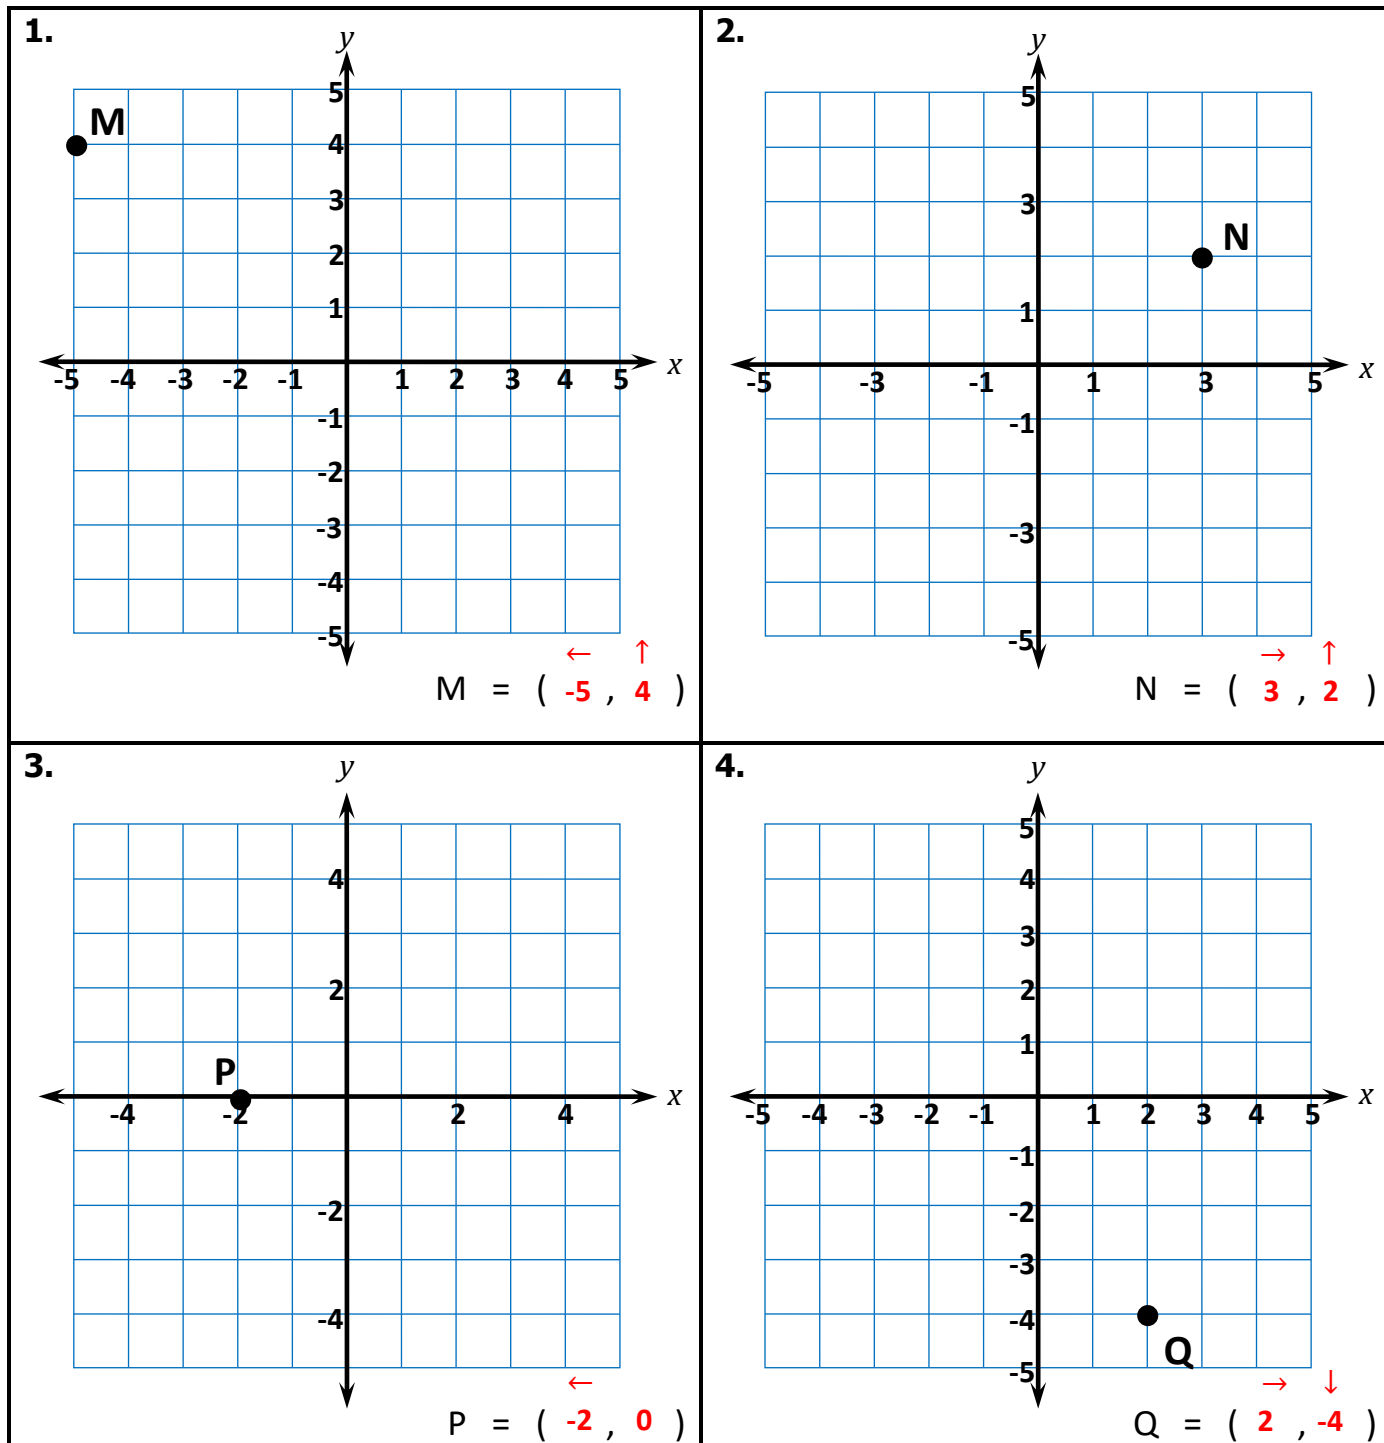 1.
y
5
M
4
3
2
1
x
-5 -4 -3 -2 -1 1 2 3 4 5
-1
-2
-3
-4
-5
← ↑
M = ( -5 , 4 )
2.
y
5
3
N
1
x
-5 -3 -1 1 3 5
-1
-3
-5
→ ↑
N = ( 3 , 2 )
3.
y
4
2
P
x
-4 -2 2 4
-2
-4
←
P = ( -2 , 0 )
4.
y
5
4
3
2
1
x
-5 -4 -3 -2 -1 1 2 3 4 5
-1
-2
-3
-4
Q
-5
→ ↓
Q = ( 2 , -4 )